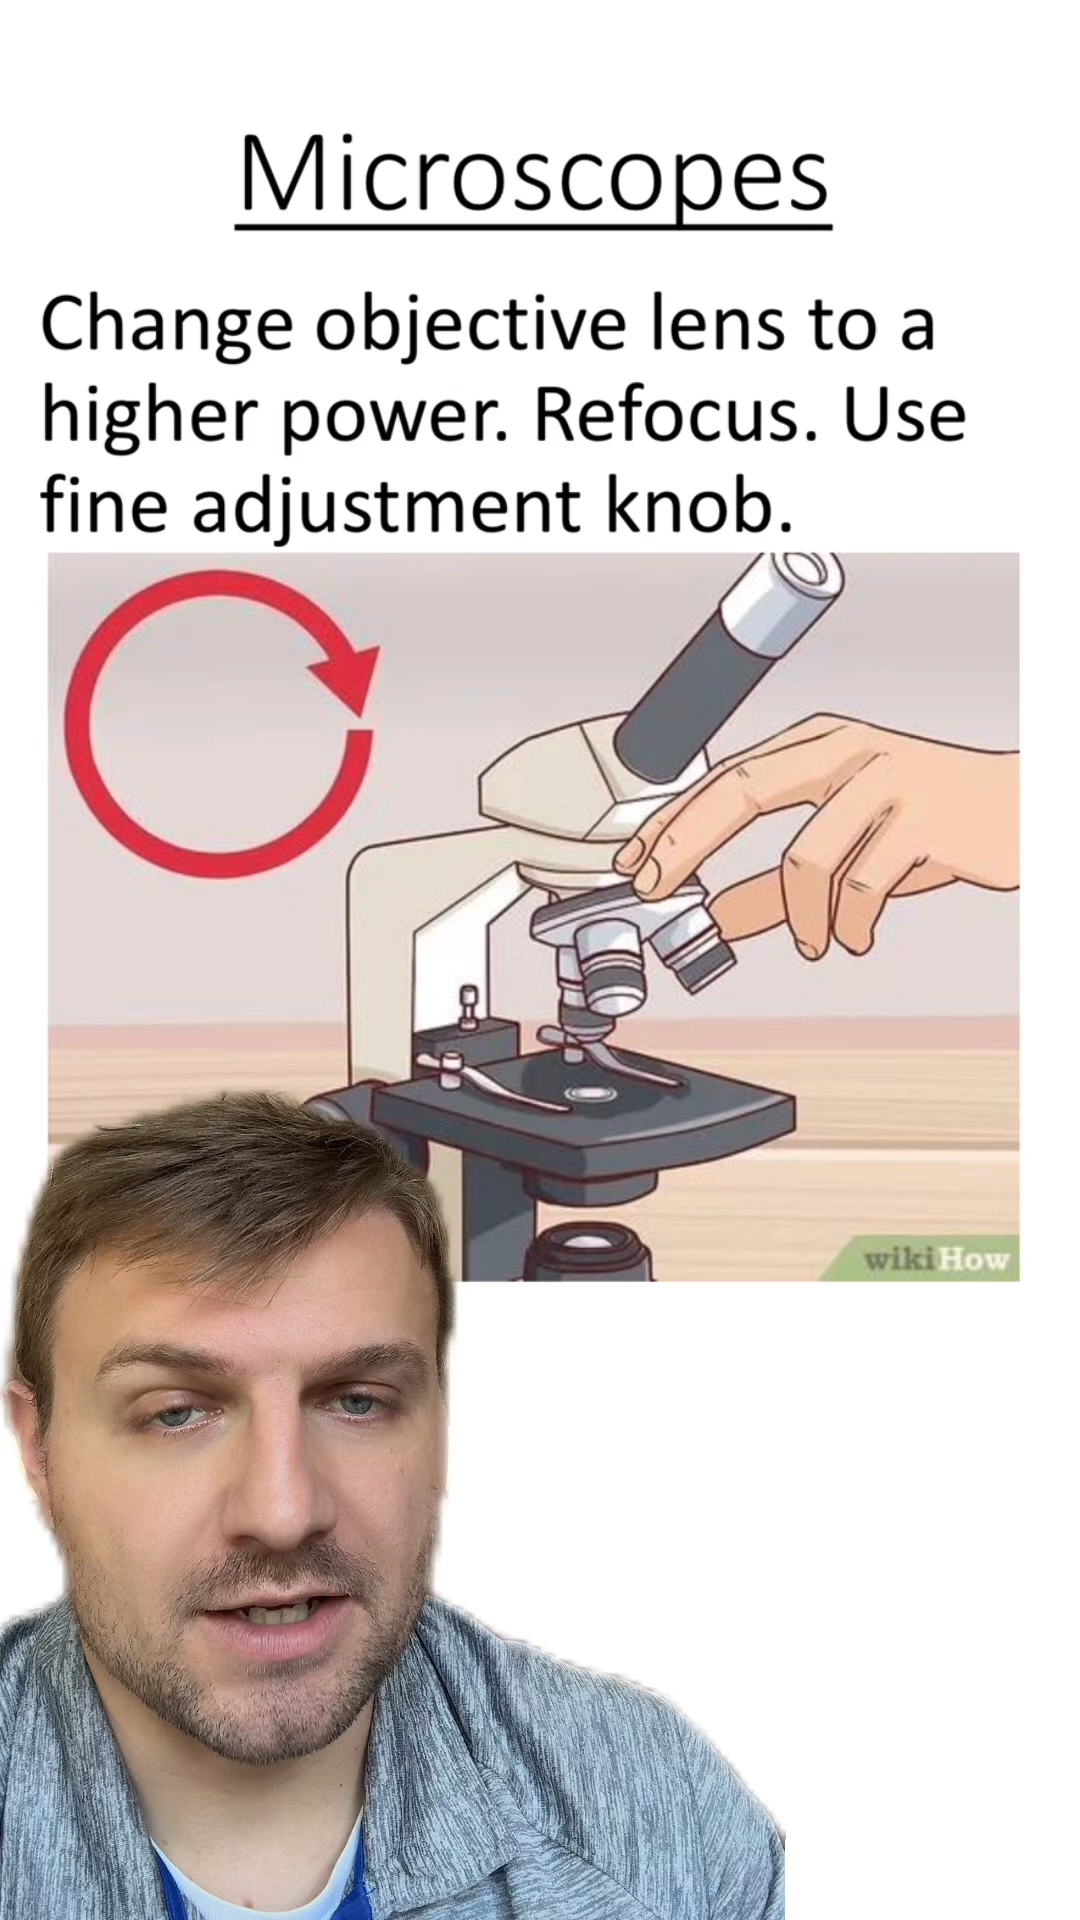 Microscopes
Change objective lens to a
higher power. Refocus. Use
fine adjustment knob.
wikiHow